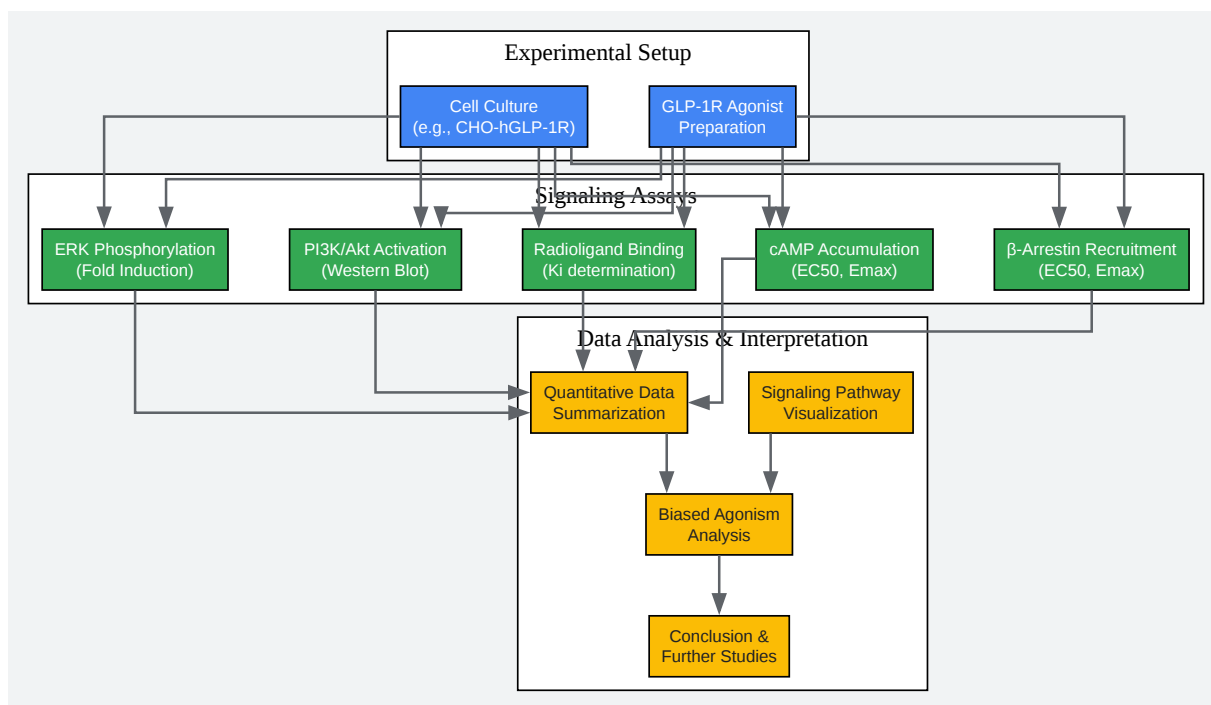 Experimental Setup
Cell Culture
(e.g., CHO-hGLP-1R)
GLP-1R Agonist
Preparation
Signaling Assays
ERK Phosphorylation
(Fold Induction)
PI3K/Akt Activation
(Western Blot)
Radioligand Binding
(Ki determination)
cAMP Accumulation
(EC50, Emax)
β-Arrestin Recruitment
(EC50, Emax)
Data Analysis & Interpretation
Quantitative Data
Summarization
Signaling Pathway
Visualization
Biased Agonism
Analysis
Conclusion &
Further Studies